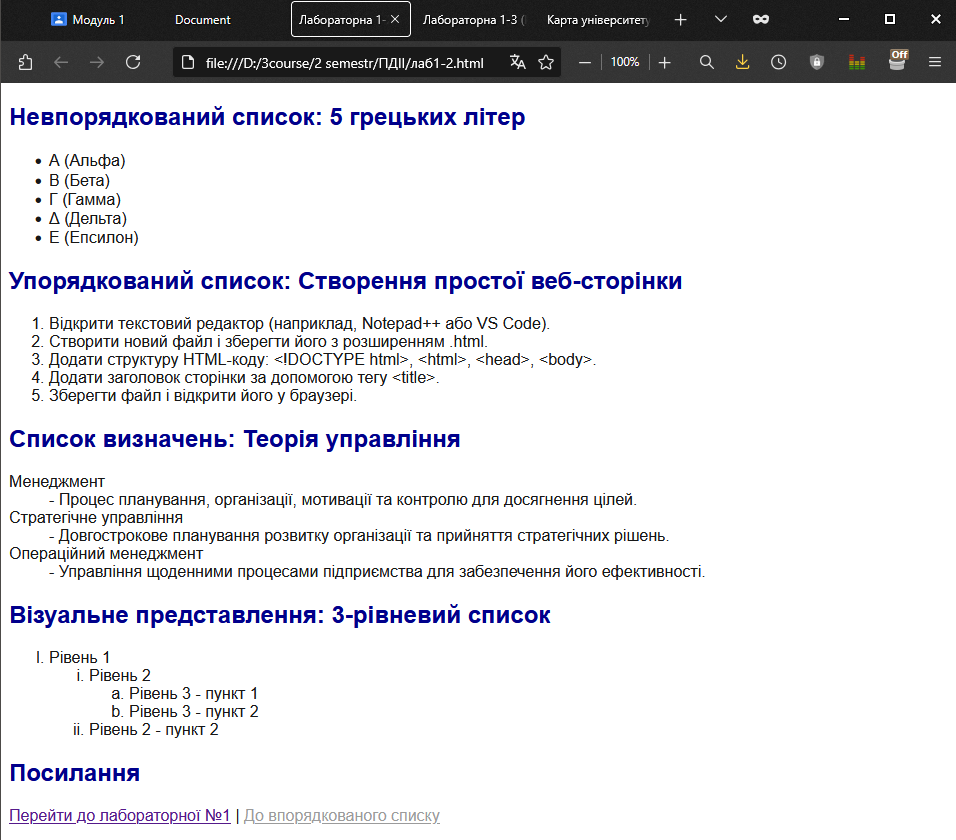 Модуль 1
Document
Лабораторна 1-
Лабораторна 1-3 (
Карта університету
file:///D:/3course/2 semestr/ПДІІ/лаб1-2.html
100%
Off
Невпорядкований список: 5 грецьких літер
• Α (Альфа)
• Β (Бета)
• Γ (Гамма)
• Δ (Дельта)
• Ε (Епсилон)
Упорядкований список: Створення простої веб-сторінки
1. Відкрити текстовий редактор (наприклад, Notepad++ або VS Code).
2. Створити новий файл і зберегти його з розширенням .html.
3. Додати структуру HTML-коду: <!DOCTYPE html>, <html>, <head>, <body>.
4. Додати заголовок сторінки за допомогою тегу <title>.
5. Зберегти файл і відкрити його у браузері.
Список визначень: Теорія управління
Менеджмент
- Процес планування, організації, мотивації та контролю для досягнення цілей.
Стратегічне управління
- Довгострокове планування розвитку організації та прийняття стратегічних рішень.
Операційний менеджмент
- Управління щоденними процесами підприємства для забезпечення його ефективності.
Візуальне представлення: 3-рівневий список
I. Рівень 1
i. Рівень 2
a. Рівень 3 - пункт 1
b. Рівень 3 - пункт 2
ii. Рівень 2 - пункт 2
Посилання
Перейти до лабораторної №1 | До впорядкованого списку